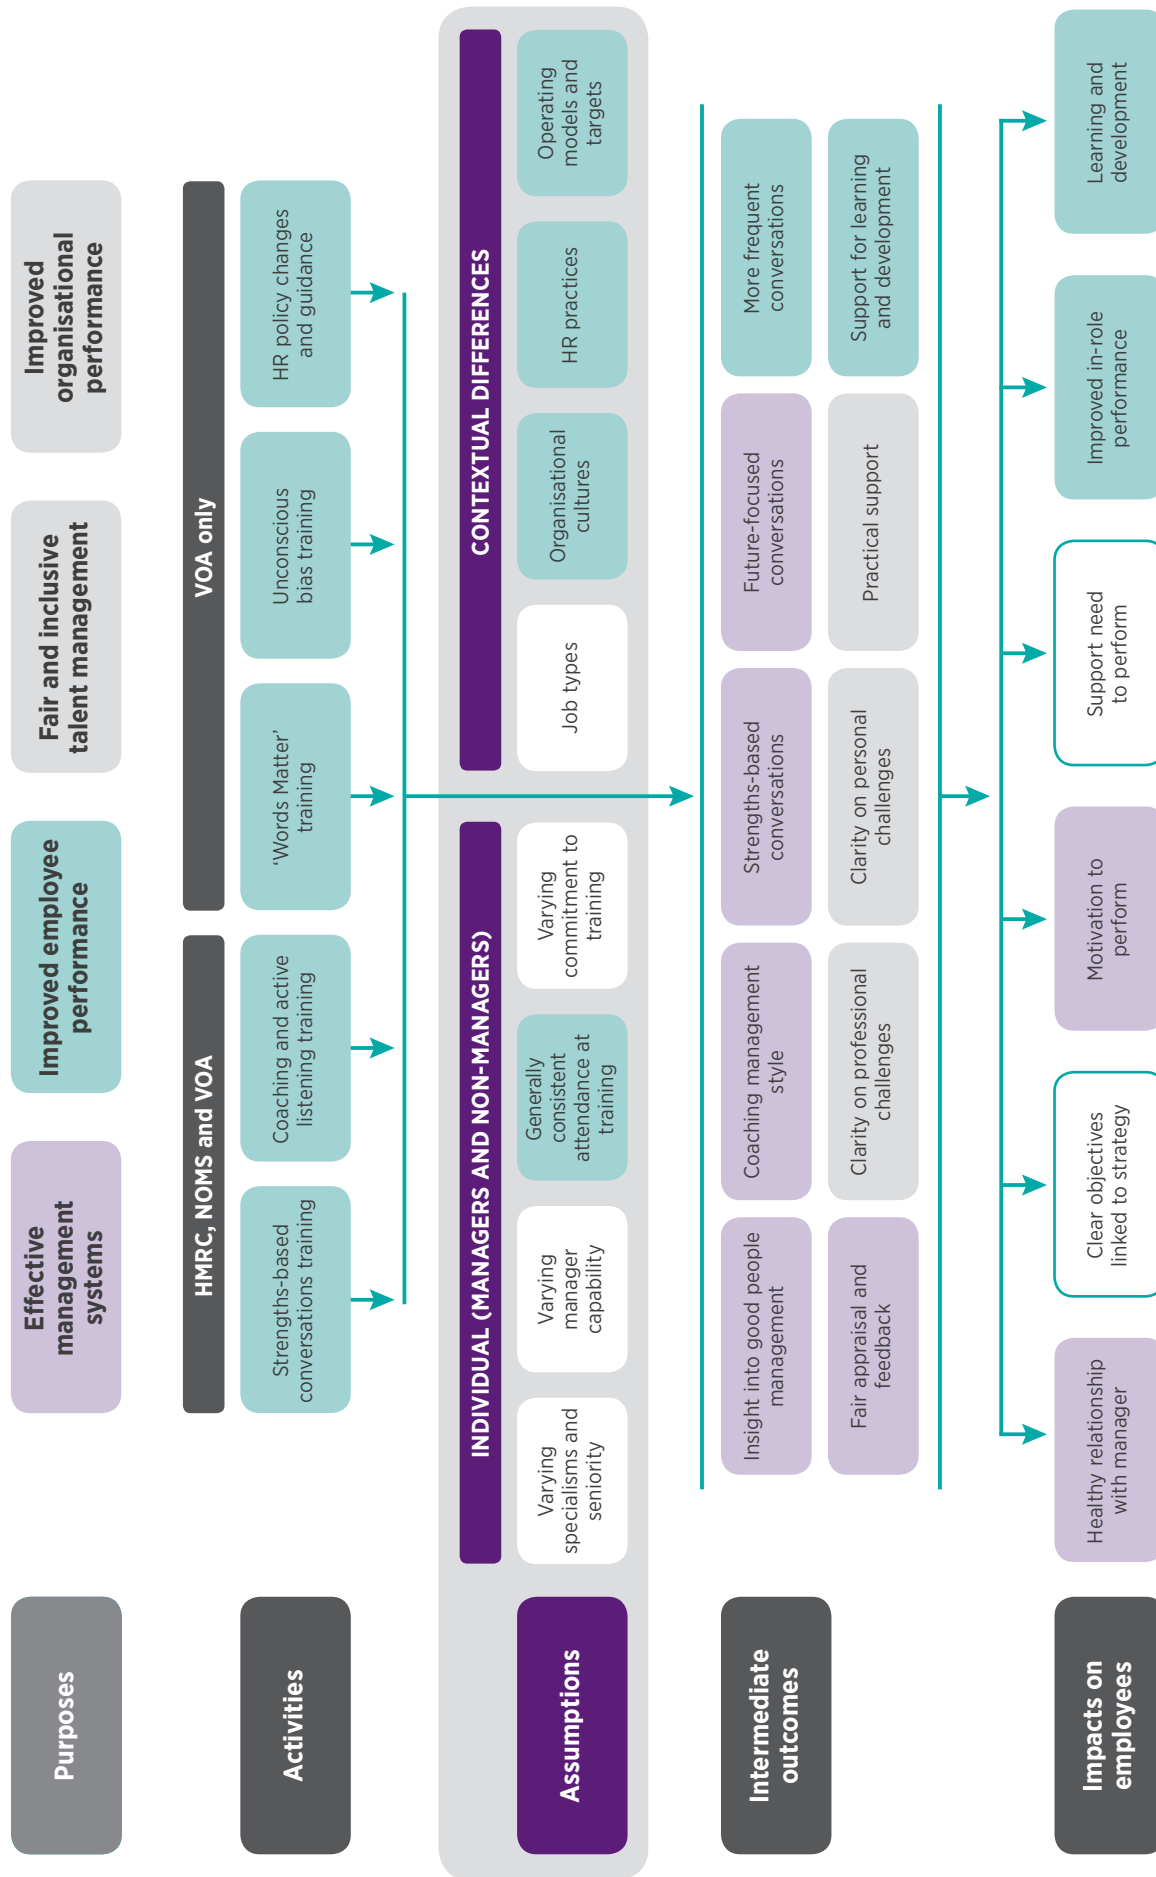 Purposes
Effective
management
systems
Improved employee
performance
Fair and inclusive
talent management
Improved
organisational
performance
Activities
HMRC, NOMS and VOA
VOA only
Strengths-based
conversations training
Coaching and active
listening training
‘Words Matter’
training
Unconscious
bias training
HR policy changes
and guidance
Assumptions
INDIVIDUAL (MANAGERS AND NON-MANAGERS)
CONTEXTUAL DIFFERENCES
Varying
specialisms and
seniority
Varying
manager
capability
Generally
consistent
attendance at
training
Varying
commitment to
training
Job types
Organisational
cultures
HR practices
Operating
models and
targets
Intermediate
outcomes
Insight into good people
management
Coaching management
style
Strengths-based
conversations
Future-focused
conversations
More frequent
conversations
Fair appraisal and
feedback
Clarity on professional
challenges
Clarity on personal
challenges
Practical support
Support for learning
and development
Impacts on
employees
Healthy relationship
with manager
Clear objectives
linked to strategy
Motivation to
perform
Support need
to perform
Improved in-role
performance
Learning and
development